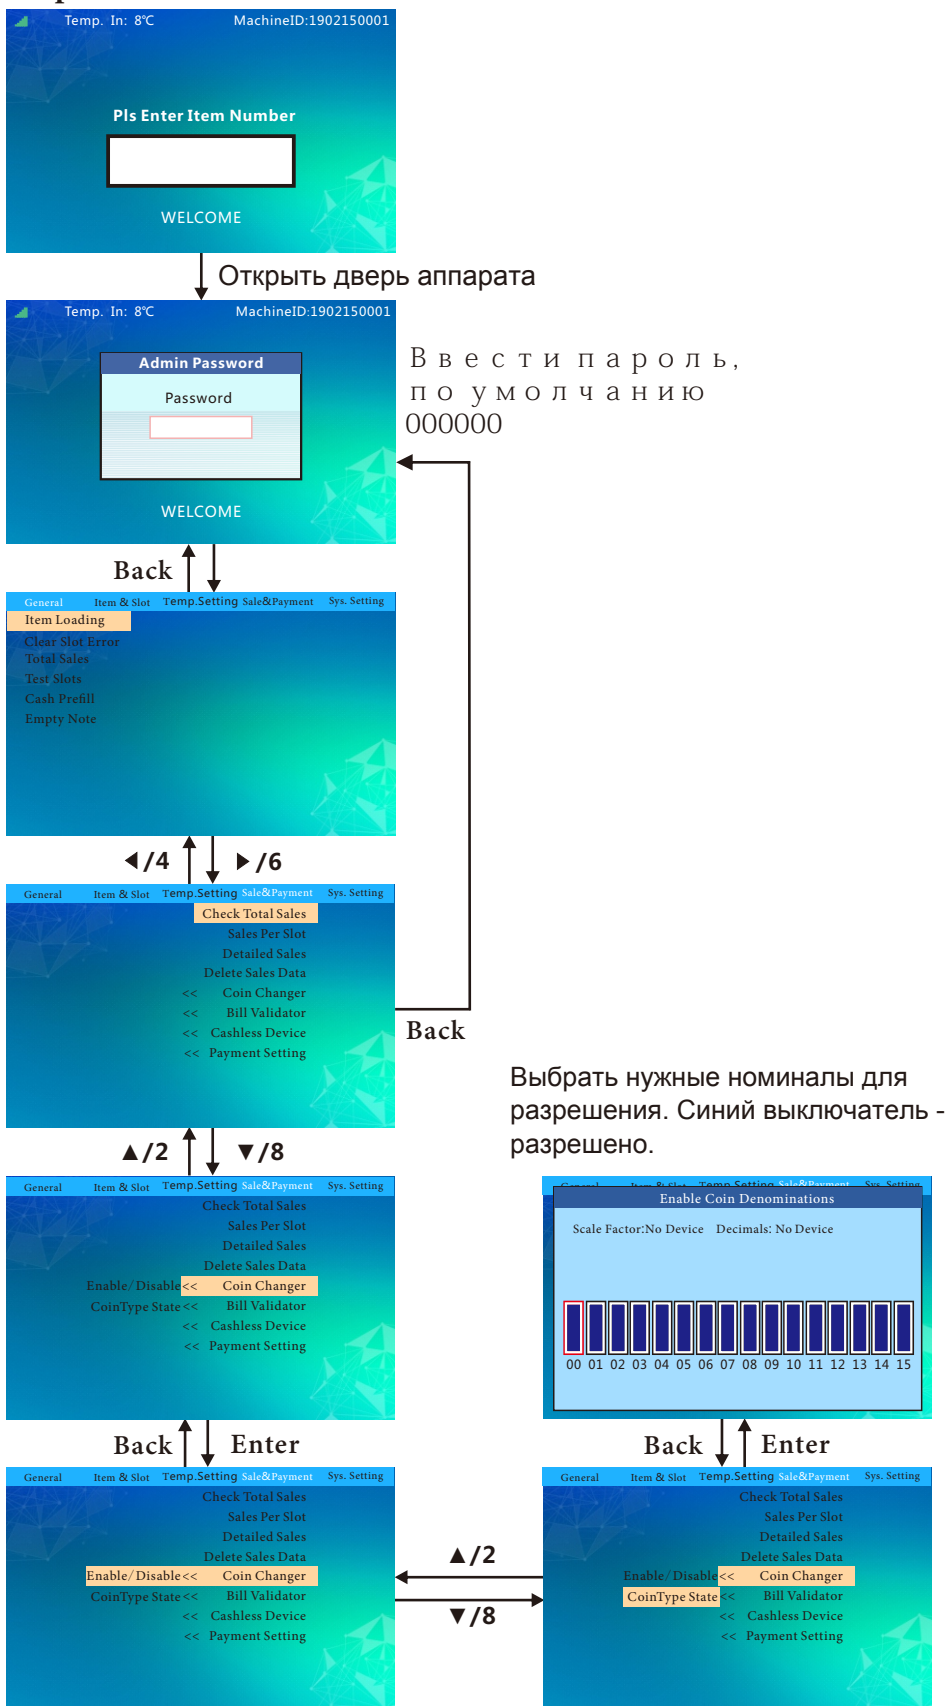 Temp. In: 8℃ MachineID:1902150001
Pls Enter Item Number
WELCOME
Открыть дверь аппарата
Temp. In: 8℃ MachineID:1902150001
Admin Password
Password
WELCOME
Ввести пароль,
по умолчанию
000000
Back
General Item & Slot Temp.Setting Sale&Payment Sys. Setting
Item Loading
Clear Slot Error
Total Sales
Test Slots
Cash Prefill
Empty Note
◀/4 ▶/6
General Item & Slot Temp.Setting Sale&Payment Sys. Setting
Check Total Sales
Sales Per Slot
Detailed Sales
Delete Sales Data
<< Coin Changer
<< Bill Validator
<< Cashless Device
<< Payment Setting
Back
Выбрать нужные номиналы для
разрешения. Синий выключатель -
разрешено.
▲/2 ▼/8
General Item & Slot Temp.Setting Sale&Payment Sys. Setting
Check Total Sales
Sales Per Slot
Detailed Sales
Delete Sales Data
Enable/Disable<< Coin Changer
CoinType State<< Bill Validator
<< Cashless Device
<< Payment Setting
General Item & Slot Temp.Setting Sale&Payment Sys. Setting
Enable Coin Denominations
Scale Factor:No Device Decimals: No Device
00 01 02 03 04 05 06 07 08 09 10 11 12 13 14 15
Back Enter
Back Enter
General Item & Slot Temp.Setting Sale&Payment Sys. Setting
Check Total Sales
Sales Per Slot
Detailed Sales
Delete Sales Data
Enable/Disable<< Coin Changer
CoinType State<< Bill Validator
<< Cashless Device
<< Payment Setting
▲/2
▼/8
General Item & Slot Temp.Setting Sale&Payment Sys. Setting
Check Total Sales
Sales Per Slot
Detailed Sales
Delete Sales Data
Enable/Disable<< Coin Changer
CoinType State<< Bill Validator
<< Cashless Device
<< Payment Setting